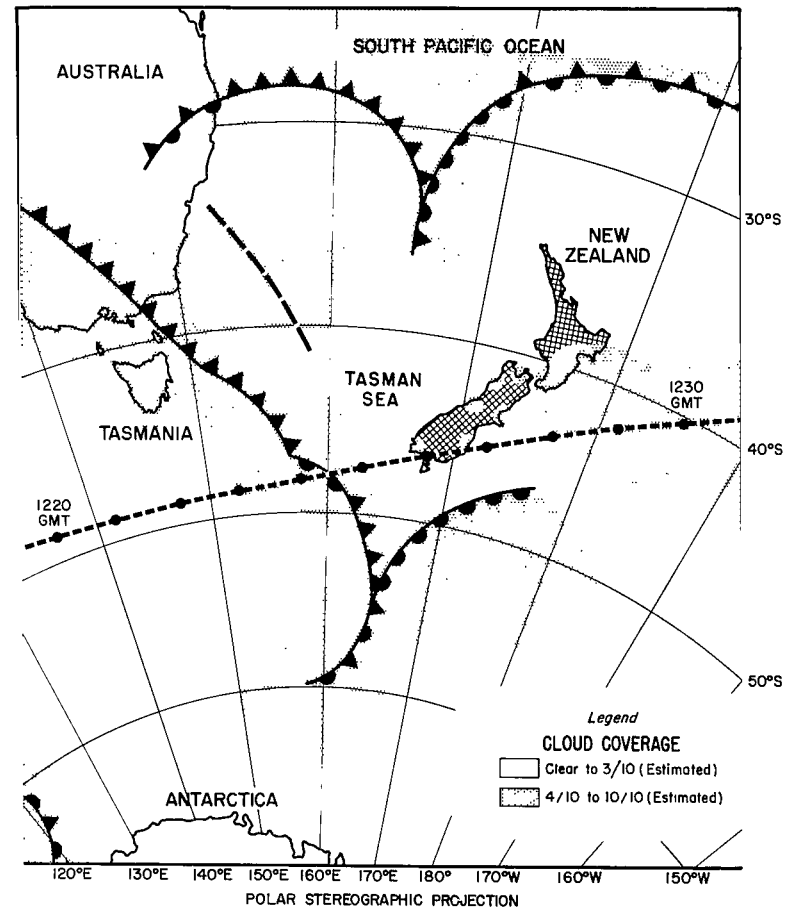 SOUTH PACIFIC OCEAN
AUSTRALIA
30°S
NEW
ZEALAND
TASMAN
SEA
1230
GMT
TASMANIA
40°S
1220
GMT
50°S
Legend
CLOUD COVERAGE
Clear to 3/10 (Estimated)
4/10 to 10/10 (Estimated)
ANTARCTICA
120°E 130°E 140°E 150°E 160°E 170°E 180° 170°W 160°W 150°W
POLAR STEREOGRAPHIC PROJECTION